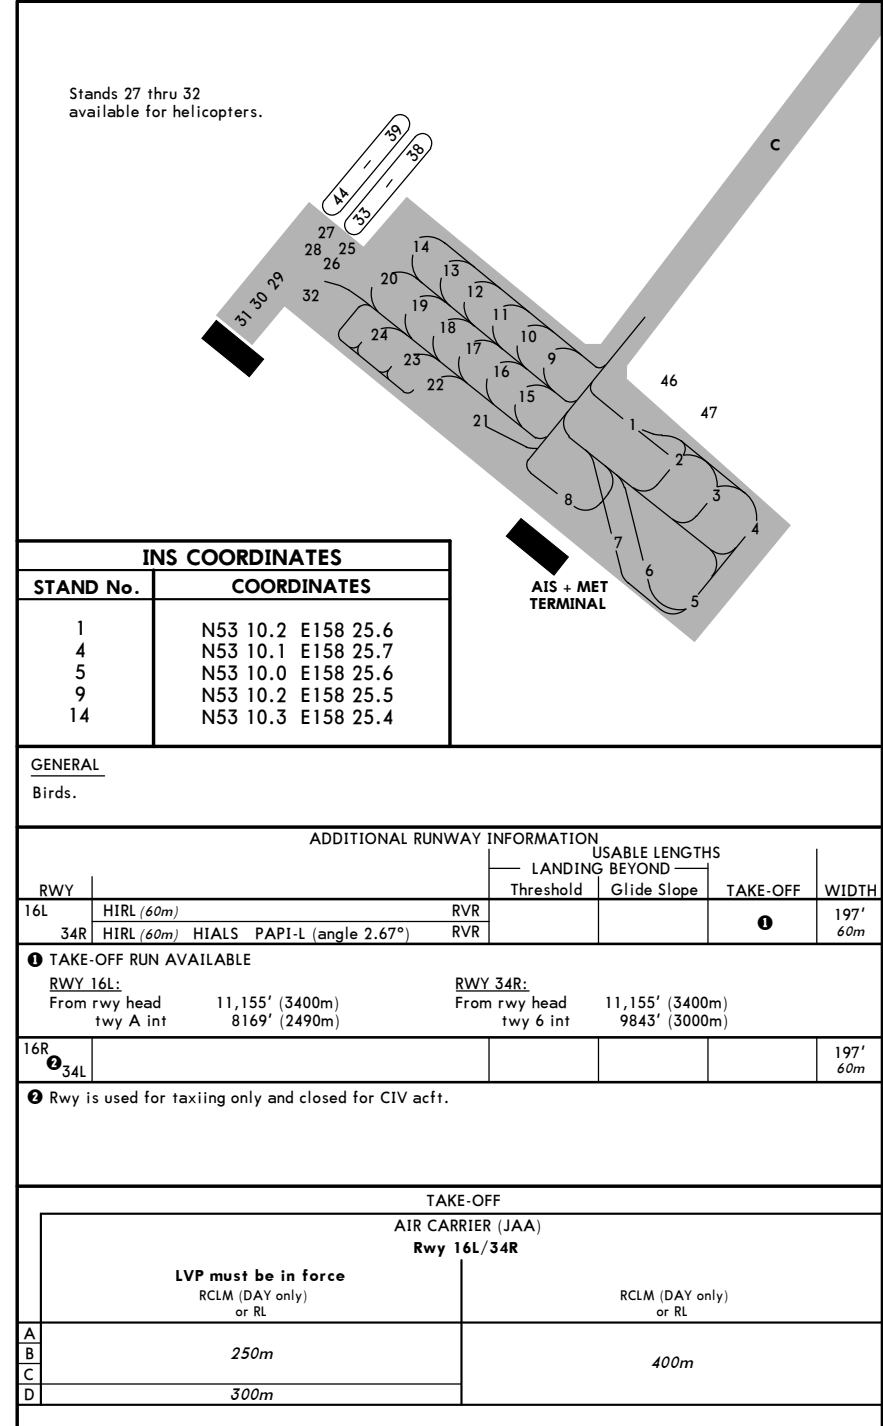 Stands 27 thru 32
available for helicopters.
C
44 - 39
33 - 38
27
28 25
26
31 30 29
32
14
13
12
11
10
9
20
19
18
17
16
15
24
23
22
21
46
47
1
2
3
4
5
6
7
8
AIS + MET
TERMINAL
INS COORDINATES
STAND No. COORDINATES
1 N53 10.2 E158 25.6
4 N53 10.1 E158 25.7
5 N53 10.0 E158 25.6
9 N53 10.2 E158 25.5
14 N53 10.3 E158 25.4
GENERAL
Birds.
ADDITIONAL RUNWAY INFORMATION
USABLE LENGTHS
LANDING BEYOND
RWY Threshold Glide Slope TAKE-OFF WIDTH
16L HIRL (60m) RVR
34R HIRL (60m) HIALS PAPI-L (angle 2.67°) RVR
❶
197'
60m
❶ TAKE-OFF RUN AVAILABLE
RWY 16L: RWY 34R:
From rwy head 11,155' (3400m) From rwy head 11,155' (3400m)
twy A int 8169' (2490m) twy 6 int 9843' (3000m)
16R
❷
34L
197'
60m
❷ Rwy is used for taxiing only and closed for CIV acft.
TAKE-OFF
AIR CARRIER (JAA)
Rwy 16L/34R
LVP must be in force
RCLM (DAY only) RCLM (DAY only)
or RL or RL
A
B 250m
C
400m
D 300m